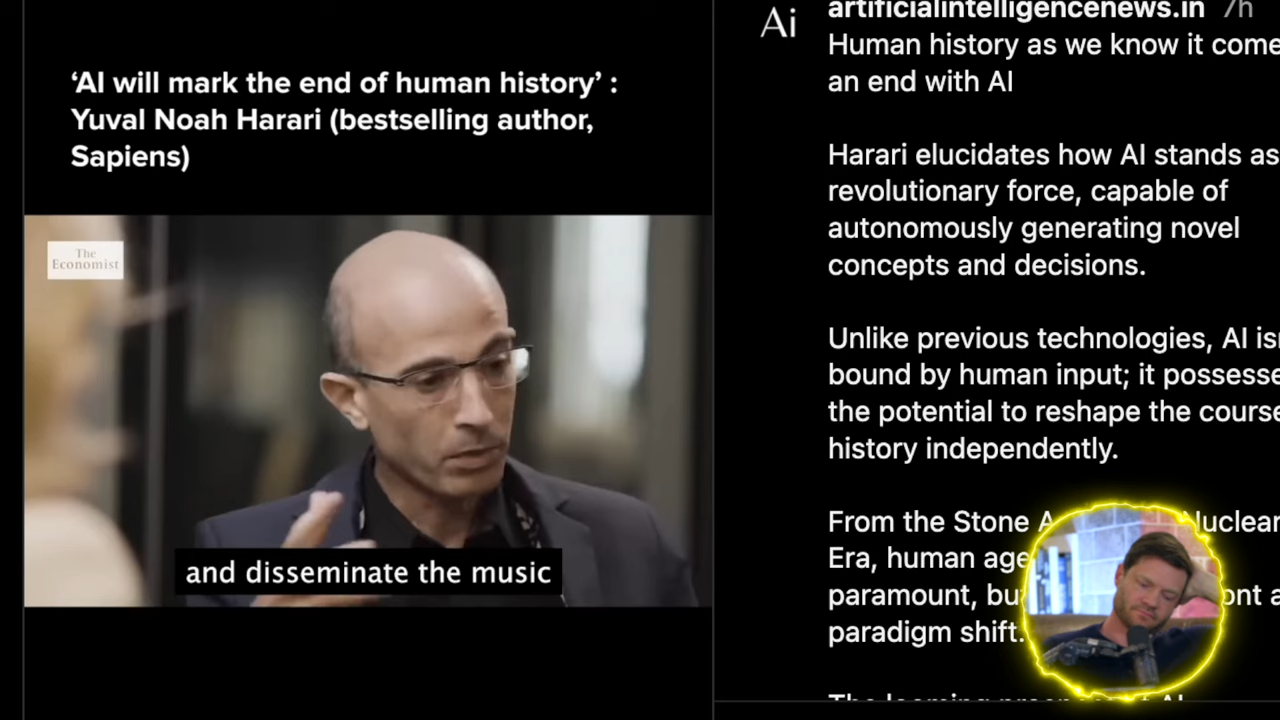 ‘AI will mark the end of human history’ :
Yuval Noah Harari (bestselling author,
Sapiens)
The
Economist
and disseminate the music
Ai
artificialintelligencenews.in 7h
Human history as we know it come
an end with AI
Harari elucidates how AI stands as
revolutionary force, capable of
autonomously generating novel
concepts and decisions.
Unlike previous technologies, AI is
bound by human input; it possesse
the potential to reshape the course
history independently.
From the Stone A Nuclear
Era, human age
paramount, bu ont a
paradigm shift.